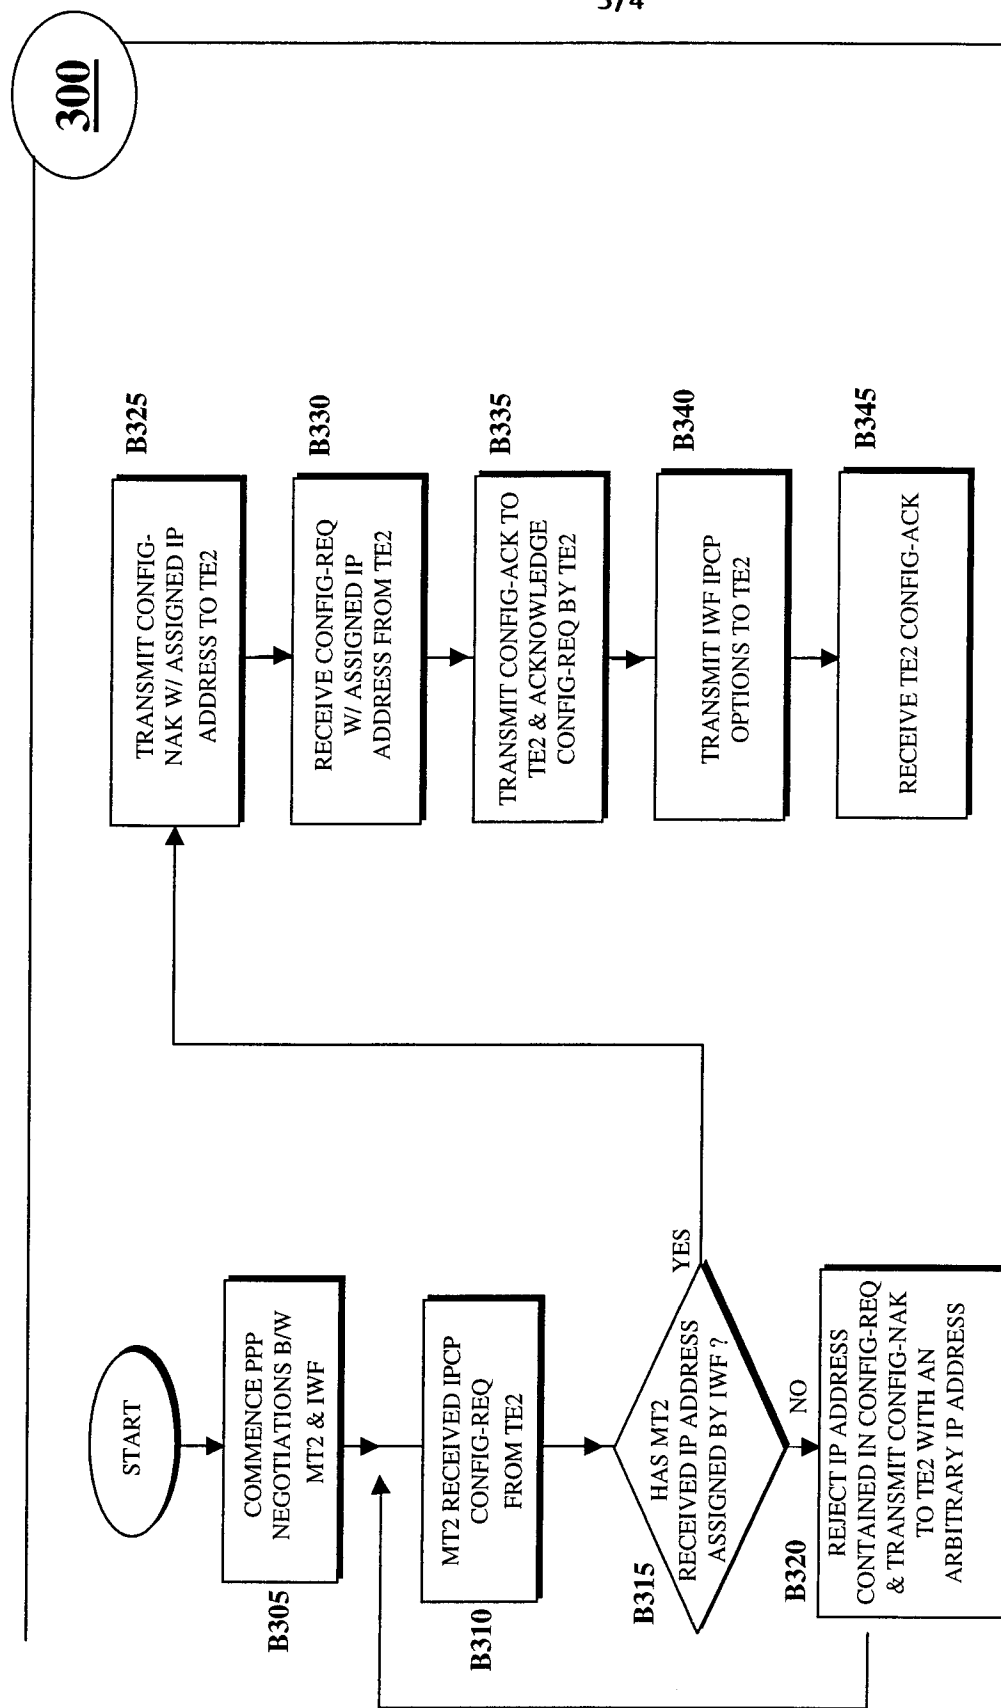 3/4
300
START
COMMENCE PPP
NEGOTIATIONS B/W
MT2 & IWF
B305
MT2 RECEIVED IPCP
CONFIG-REQ
FROM TE2
B310
HAS MT2
RECEIVED IP ADDRESS
ASSIGNED BY IWF ?
B315
YES
NO
B320
REJECT IP ADDRESS
CONTAINED IN CONFIG-REQ
& TRANSMIT CONFIG-NAK
TO TE2 WITH AN
ARBITRARY IP ADDRESS
TRANSMIT CONFIG-
NAK W/ ASSIGNED IP
ADDRESS TO TE2
B325
RECEIVE CONFIG-REQ
W/ ASSIGNED IP
ADDRESS FROM TE2
B330
TRANSMIT CONFIG-ACK TO
TE2 & ACKNOWLEDGE
CONFIG-REQ BY TE2
B335
TRANSMIT IWF IPCP
OPTIONS TO TE2
B340
RECEIVE TE2 CONFIG-ACK
B345